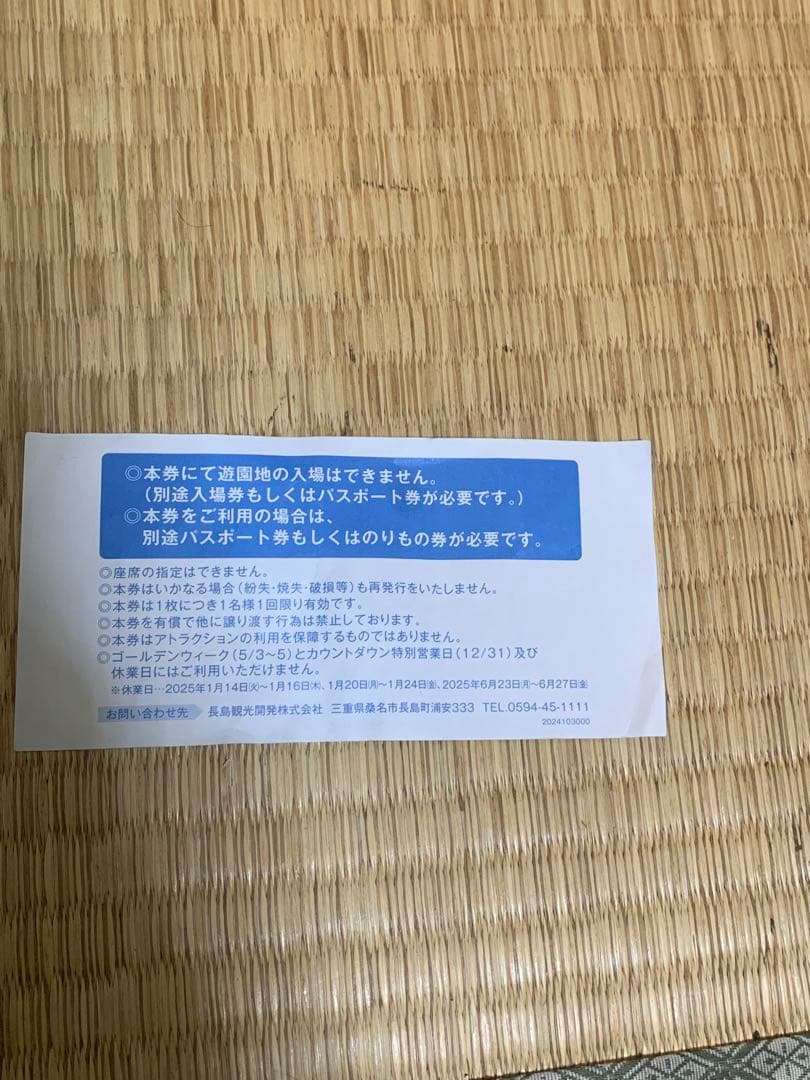 ◎本券にて遊園地の入場はできません。
(別途入場券もしくはパスポート券が必要です。)
◎本券をご利用の場合は、
別途パスポート券もしくはのりもの券が必要です。
◎座席の指定はできません。
◎本券はいかなる場合(紛失・焼失・破損等)も再発行をいたしません。
◎本券は1枚につき1名様1回限り有効です。
◎本券を有償で他に譲り渡す行為は禁止しております。
◎本券はアトラクションの利用を保障するものではありません。
◎ゴールデンウィーク(5/3~5)とカウントダウン特別営業日(12/31)及び
休業日にはご利用いただけません。
※休業日…2025年1月14日㈫~1月16日㈭、1月20日㈪~1月24日㈮、2025年6月23日㈪~6月27日㈮
お問い合わせ先 長島観光開発株式会社 三重県桑名市長島町浦安333 TEL.0594-45-1111
2024103000